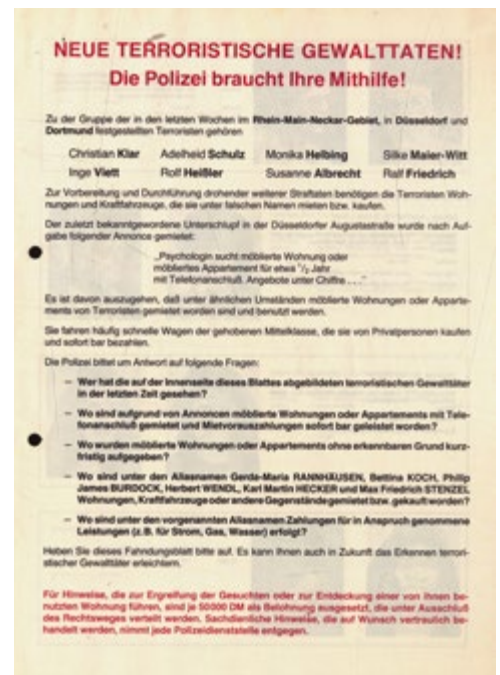 NEUE TERRORISTISCHE GEWALTTATEN!
Die Polizei braucht Ihre Mithilfe!
Zu der Gruppe der in den letzten Wochen im Rhein-Main-Neckar-Gebiet, in Düsseldorf und
Dortmund festgestellten Terroristen gehören
Christian Klar Adelheid Schulz Monika Helbing Silke Maier-Witt
Inge Viett Rolf Heißler Susanne Albrecht Ralf Friedrich
Zur Vorbereitung und Durchführung drohender weiterer Straftaten benötigen die Terroristen Woh-
nungen und Kraftfahrzeuge, die sie unter falschen Namen mieten bzw. kaufen.
Der zuletzt bekanntgewordene Unterschlupf in der Düsseldorfer Augustastraße wurde nach Auf-
gabe folgender Annonce gemietet:
„Psychologin sucht möblierte Wohnung oder
möbliertes Appartement für etwa ½ Jahr
mit Telefonanschluß. Angebote unter Chiffre ...."
Es ist davon auszugehen, daß unter ähnlichen Umständen möblierte Wohnungen oder Apparte-
ments von Terroristen gemietet worden sind und benutzt werden.
Sie fahren häufig schnelle Wagen der gehobenen Mittelklasse, die sie von Privatpersonen kaufen
und sofort bar bezahlen.
Die Polizei bittet um Antwort auf folgende Fragen:
– Wer hat die auf der Innenseite dieses Blattes abgebildeten terroristischen Gewalttäter
in der letzten Zeit gesehen?
– Wo sind aufgrund von Annoncen möblierte Wohnungen oder Appartements mit Tele-
fonanschluß gemietet und Mietvorauszahlungen sofort bar geleistet worden?
– Wo wurden möblierte Wohnungen oder Appartements ohne erkennbaren Grund kurz-
fristig aufgegeben?
– Wo sind unter den Aliasnamen Gerda-Maria RANNHÄUSEN, Bettina KOCH, Philip
James BURDOCK, Herbert WENDL, Karl Martin HECKER und Max Friedrich STENZEL
Wohnungen, Kraftfahrzeuge oder andere Gegenstände gemietet bzw. gekauft worden?
– Wo sind unter den vorgenannten Aliasnamen Zahlungen für in Anspruch genommene
Leistungen (z. B. für Strom, Gas, Wasser) erfolgt?
Heben Sie dieses Fahndungsblatt bitte auf. Es kann Ihnen auch in Zukunft das Erkennen terrori-
stischer Gewalttäter erleichtern.
Für Hinweise, die zur Ergreifung der Gesuchten oder zur Entdeckung einer von ihnen be-
nutzten Wohnung führen, sind je 50000 DM als Belohnung ausgesetzt, die unter Ausschluß
des Rechtsweges verteilt werden. Sachdienliche Hinweise, die auf Wunsch vertraulich be-
handelt werden, nimmt jede Polizeidienststelle entgegen.